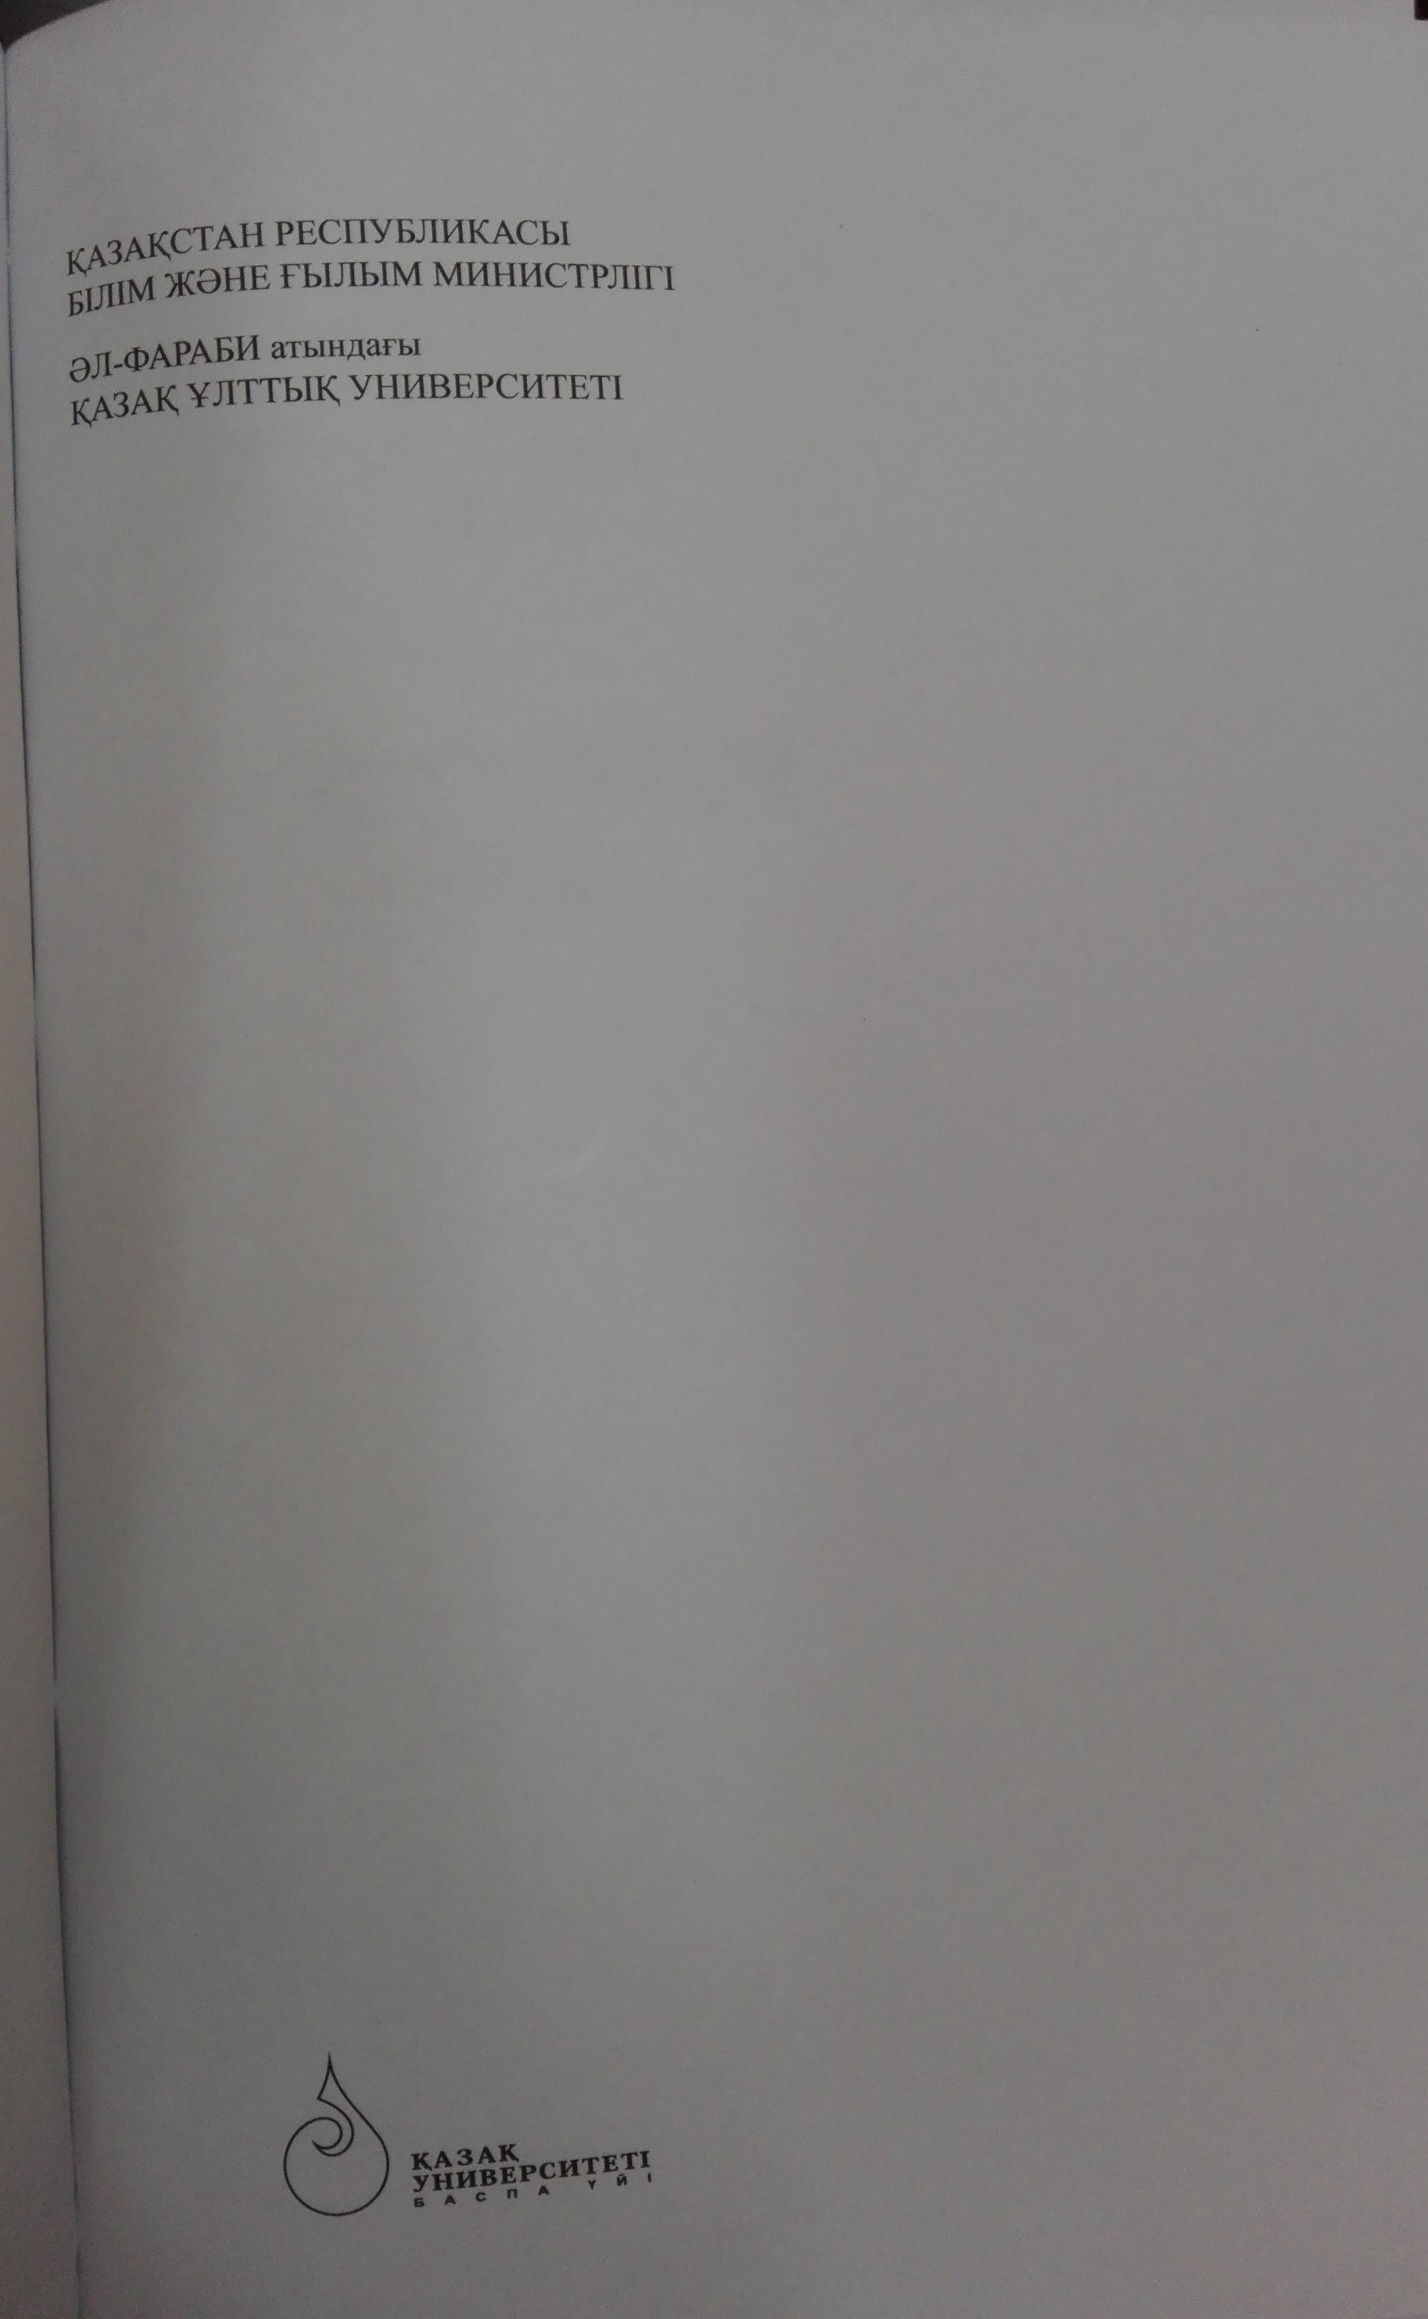 ҚАЗАҚСТАН РЕСПУБЛИКАСЫ
БІЛІМ ЖӘНЕ ҒЫЛЫМ МИНИСТРЛІГІ
ӘЛ-ФАРАБИ атындағы
ҚАЗАҚ ҰЛТТЫҚ УНИВЕРСИТЕТІ
ҚАЗАҚ
УНИВЕРСИТЕТІ
БАСПА ҮЙІ